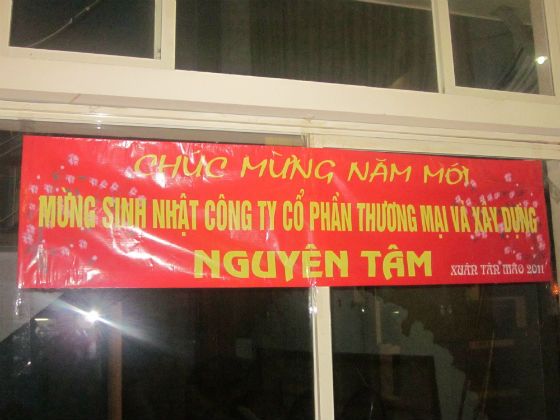 CHÚC MỪNG NĂM MỚI
MỪNG SINH NHẬT CÔNG TY CỔ PHẦN THƯƠNG MẠI VÀ XÂY DỰNG
NGUYÊN TÂM
XUÂN TÂN MÃO 2011